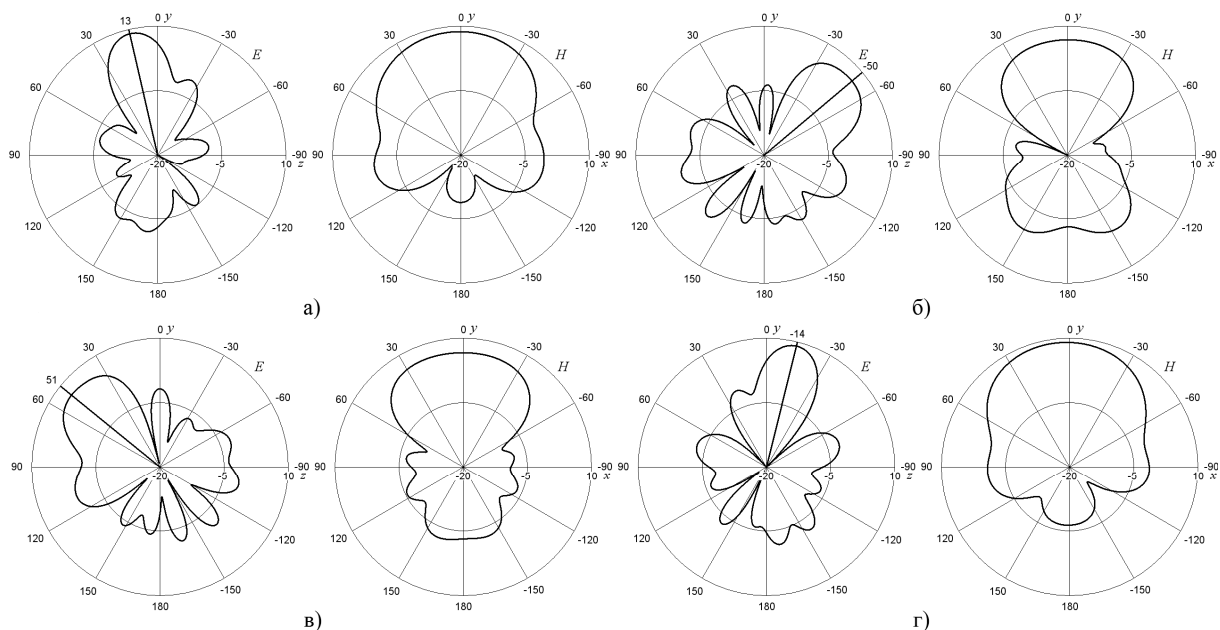 13 0 y 0 y 0 y 0 y
30 -30 30 -30 30 -30 30 -30
E H E H
-50
60 -60 60 -60 60 -60 60 -60
90 -20 -5 10 -90 z 90 -20 -5 10 -90 x 90 -20 -5 10 -90 z 90 -20 -5 10 -90 x
120 -120 120 -120 120 -120 120 -120
150 -150 150 -150 150 -150 150 -150
180 180 180 180
а) б)
0 y 0 y -14 0 y 0 y
30 -30 30 -30 30 -30 30 -30
E H E H
51
60 -60 60 -60 60 -60 60 -60
90 -20 -5 10 -90 z 90 -20 -5 10 -90 x 90 -20 -5 10 -90 z 90 -20 -5 10 -90 x
120 -120 120 -120 120 -120 120 -120
150 -150 150 -150 150 -150 150 -150
180 180 180 180
в) г)